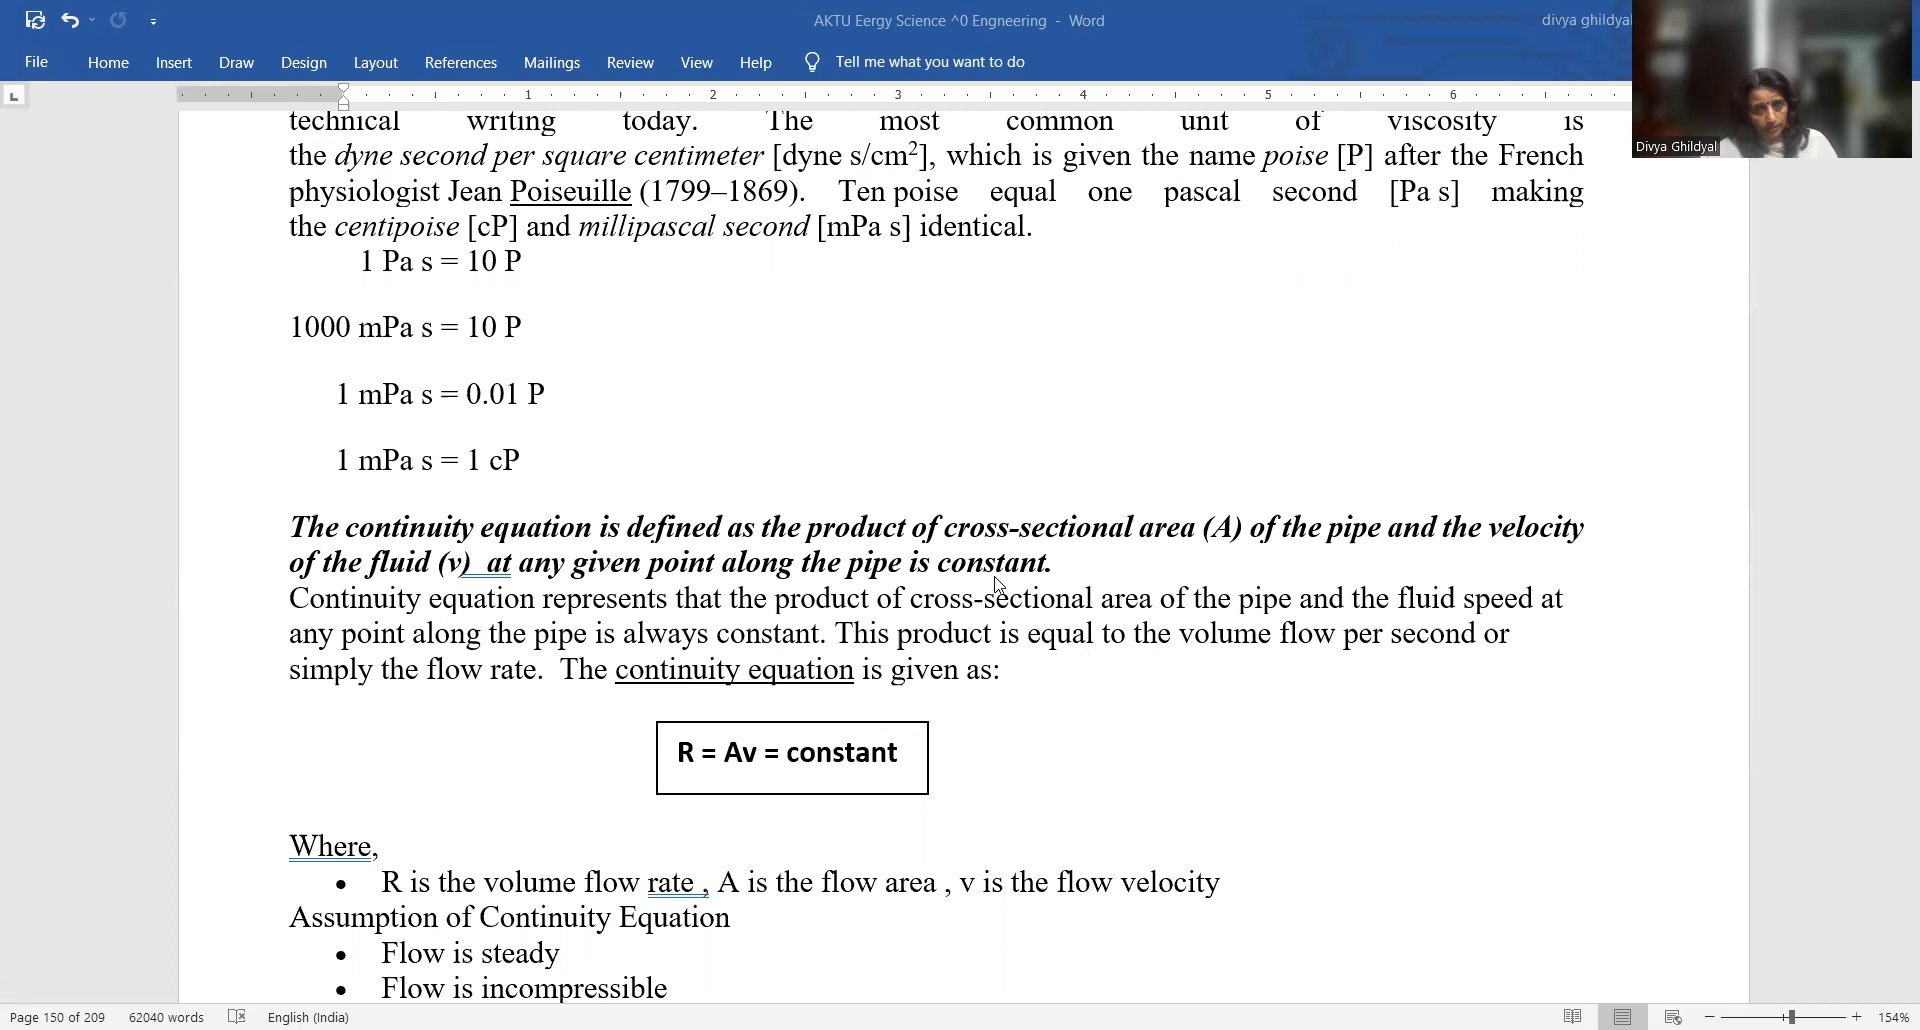 AKTU Eergy Science ^0 Engneering - Word
divya ghildyal
File Home Insert Draw Design Layout References Mailings Review View Help Tell me what you want to do
1 2 3 4 5 6
Divya Ghildyal
technical writing today. The most common unit of viscosity is
the dyne second per square centimeter [dyne s/cm²], which is given the name poise [P] after the French
physiologist Jean Poiseuille (1799–1869). Ten poise equal one pascal second [Pa s] making
the centipoise [cP] and millipascal second [mPa s] identical.
1 Pa s = 10 P
1000 mPa s = 10 P
1 mPa s = 0.01 P
1 mPa s = 1 cP
The continuity equation is defined as the product of cross-sectional area (A) of the pipe and the velocity
of the fluid (v) at any given point along the pipe is constant.
Continuity equation represents that the product of cross-sectional area of the pipe and the fluid speed at
any point along the pipe is always constant. This product is equal to the volume flow per second or
simply the flow rate. The continuity equation is given as:
R = Av = constant
Where,
• R is the volume flow rate , A is the flow area , v is the flow velocity
Assumption of Continuity Equation
• Flow is steady
• Flow is incompressible
Page 150 of 209 62040 words English (India) 154%